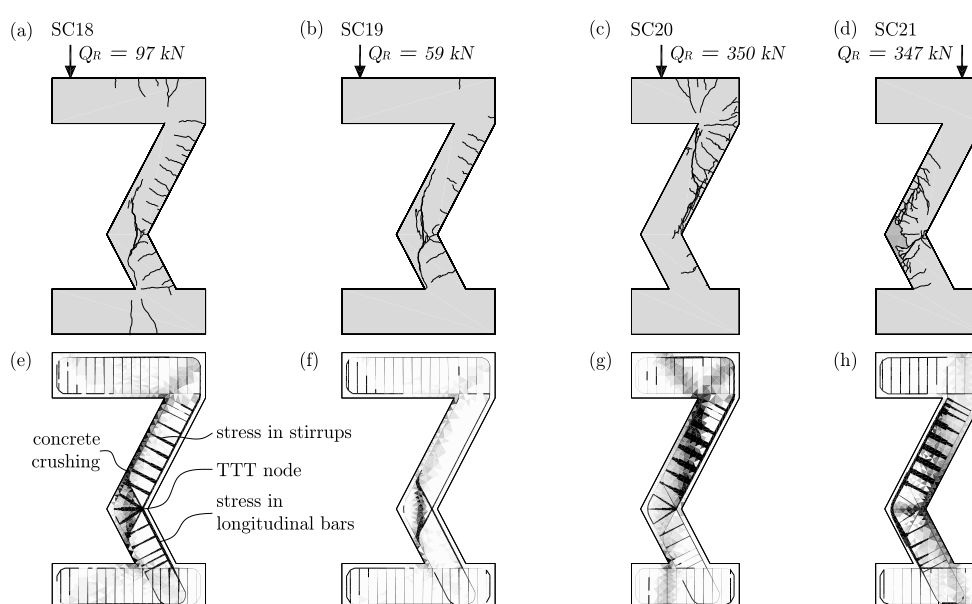 (a) SC18
Q_R = 97 kN
(b) SC19
Q_R = 59 kN
(c) SC20
Q_R = 350 kN
(d) SC21
Q_R = 347 kN
(e)
concrete
crushing
stress in stirrups
TTT node
stress in
longitudinal bars
(f)
(g)
(h)